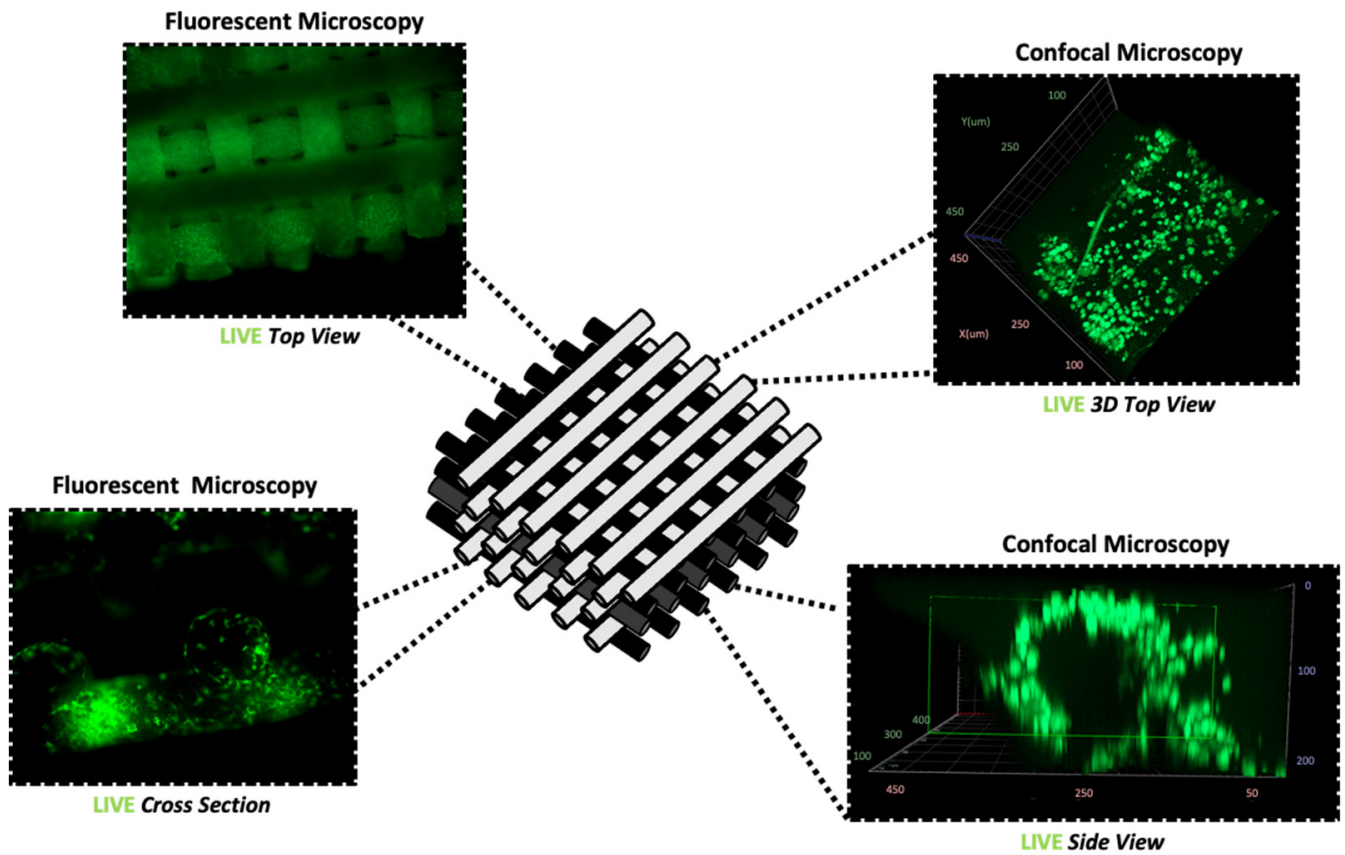 Fluorescent Microscopy
LIVE Top View
Confocal Microscopy
100
Y(um)
250
450
450
X(um)
250
100
LIVE 3D Top View
Fluorescent Microscopy
LIVE Cross Section
Confocal Microscopy
0
100
200
400
300
100
450
250
50
LIVE Side View